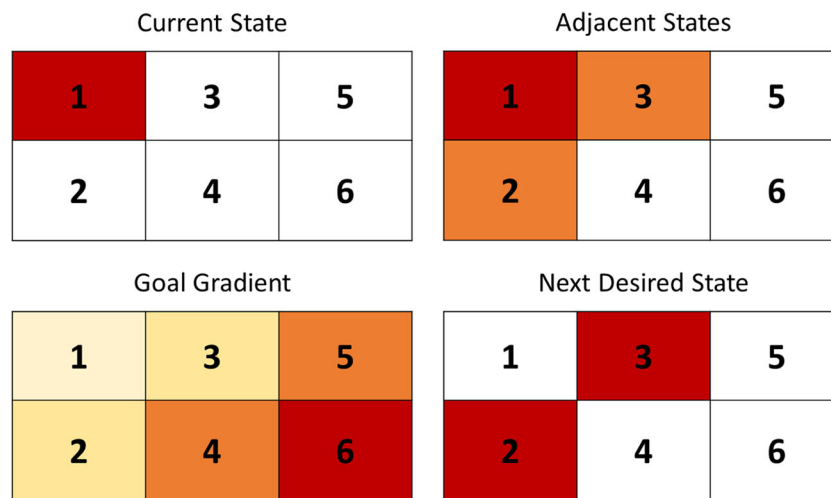 Current State
1 3 5
2 4 6
Adjacent States
1 3 5
2 4 6
Goal Gradient
1 3 5
2 4 6
Next Desired State
1 3 5
2 4 6